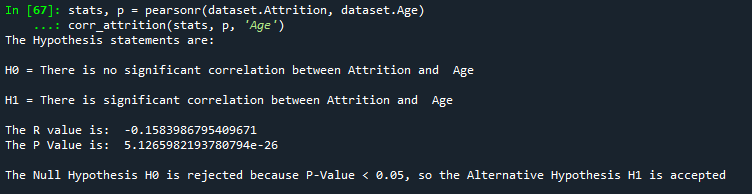 In [67]: stats, p = pearsonr(dataset.Attrition, dataset.Age)
    ...: corr_attrition(stats, p, 'Age')
The Hypothesis statements are:
H0 = There is no significant correlation between Attrition and  Age
H1 = There is significant correlation between Attrition and  Age
The R value is:  -0.1583986795409671
The P Value is:  5.1265982193780794e-26
The Null Hypothesis H0 is rejected because P-Value < 0.05, so the Alternative Hypothesis H1 is accepted